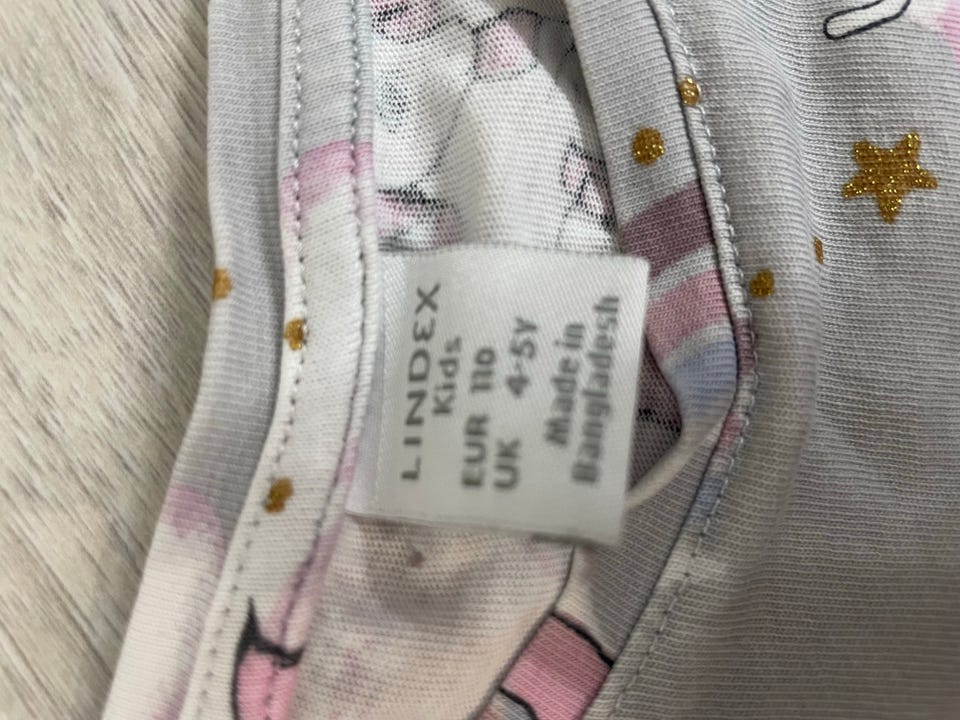 LINDEX
Kids
EUR 110
UK 4-5Y
Made in
Bangladesh